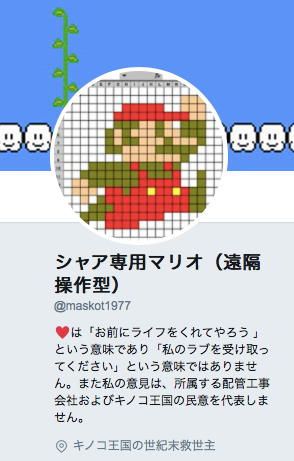 シャア専用マリオ（遠隔
操作型）
@maskot1977
❤️は「お前にライフをくれてやろう 」
という意味であり「私のラブを受け取っ
てください」という意味ではありませ
ん。また私の意見は、所属する配管工事
会社およびキノコ王国の民意を代表しま
せん。
キノコ王国の世紀末救世主